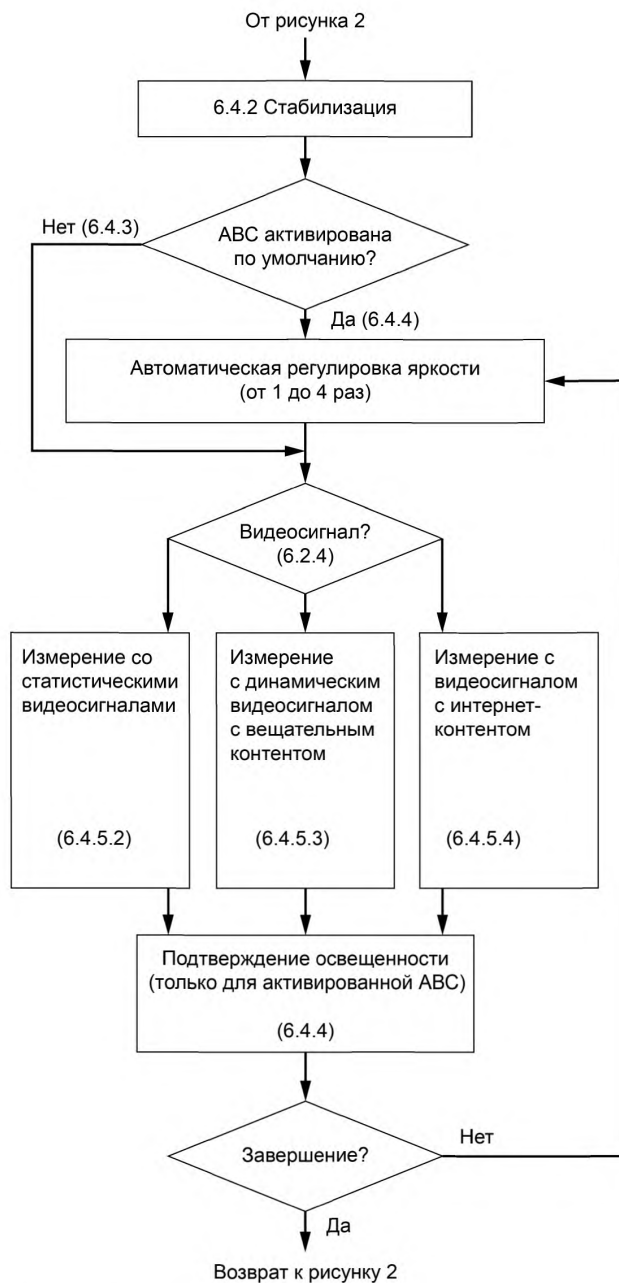 От рисунка 2
6.4.2 Стабилизация
Нет (6.4.3)
АВС активирована
по умолчанию?
Да (6.4.4)
Автоматическая регулировка яркости
(от 1 до 4 раз)
Видеосигнал?
(6.2.4)
Измерение со
статистическими
видеосигналами
(6.4.5.2)
Измерение
с динамическим
видеосигналом
с вещательным
контентом
(6.4.5.3)
Измерение с
видеосигналом
с интернет-
контентом
(6.4.5.4)
Подтверждение освещенности
(только для активированной АВС)
(6.4.4)
Завершение?
Нет
Да
Возврат к рисунку 2